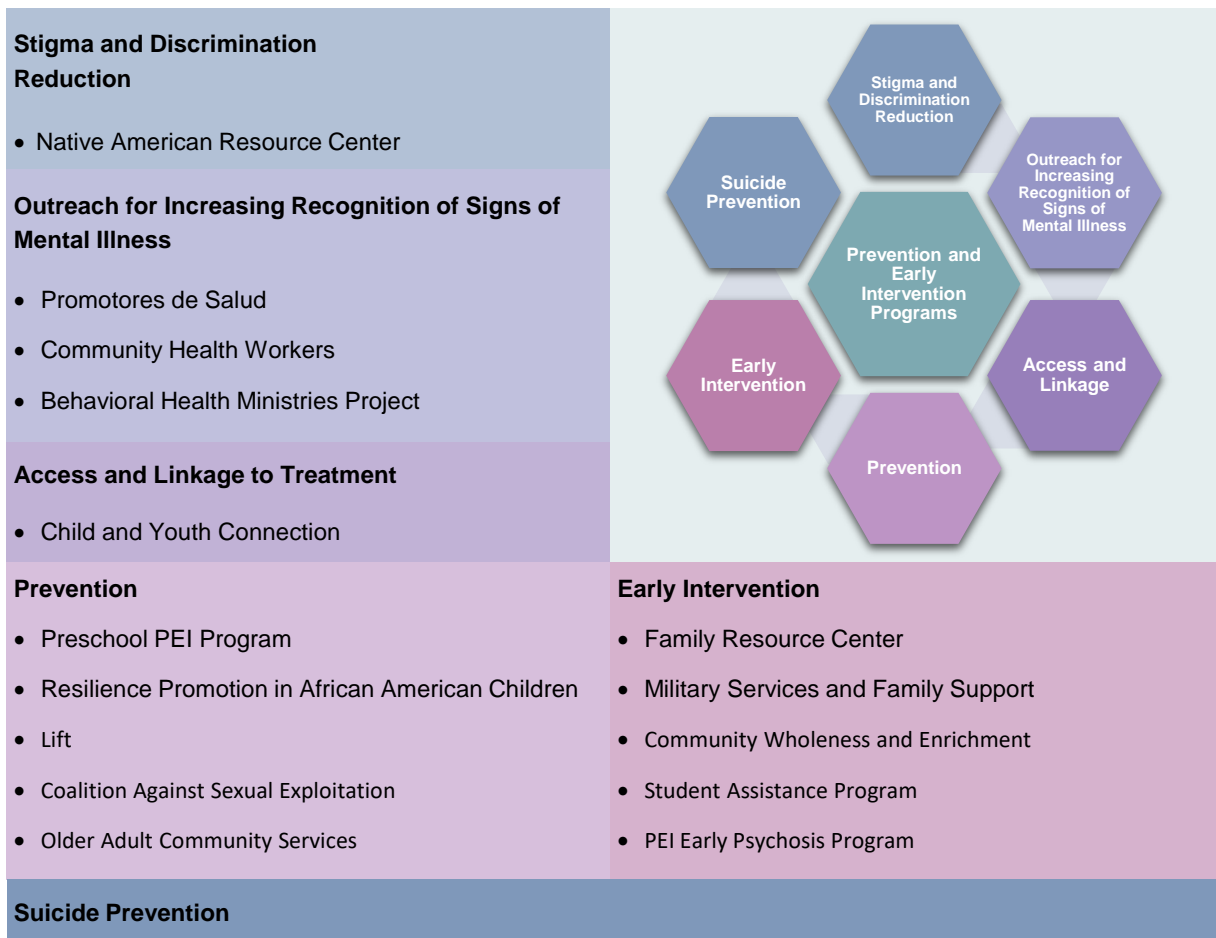 Stigma and Discrimination
Reduction
• Native American Resource Center
Outreach for Increasing Recognition of Signs of
Mental Illness
• Promotores de Salud
• Community Health Workers
• Behavioral Health Ministries Project
Access and Linkage to Treatment
• Child and Youth Connection
Stigma and
Discrimination
Reduction
Outreach for
Increasing
Recognition of
Signs of
Mental Illness
Access and
Linkage
Prevention
Early
Intervention
Suicide
Prevention
Prevention and
Early
Intervention
Programs
Prevention
• Preschool PEI Program
• Resilience Promotion in African American Children
• Lift
• Coalition Against Sexual Exploitation
• Older Adult Community Services
Early Intervention
• Family Resource Center
• Military Services and Family Support
• Community Wholeness and Enrichment
• Student Assistance Program
• PEI Early Psychosis Program
Suicide Prevention